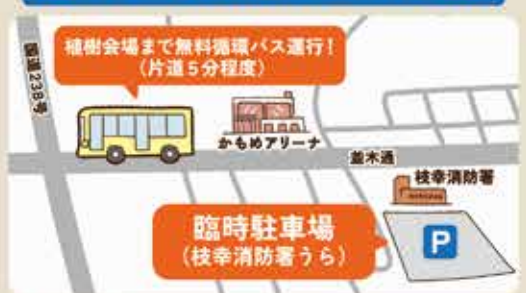 植樹会場まで無料循環バス運行！
（片道5分程度）
国道238号
かもめアリーナ
並木通
枝幸消防署
臨時駐車場
（枝幸消防署うら）
P